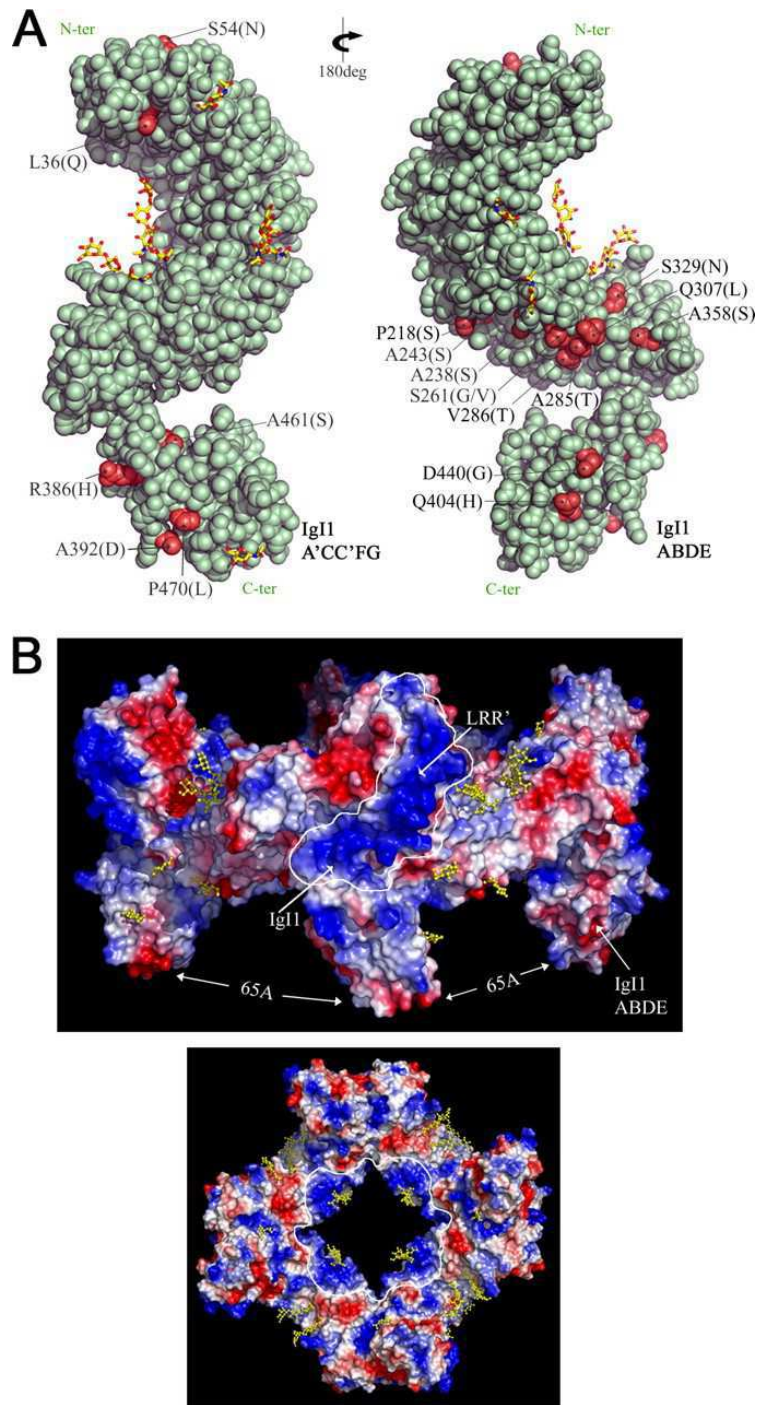 A
N-ter
S54(N)
180deg
N-ter
L36(Q)
S329(N)
Q307(L)
A358(S)
P218(S)
A243(S)
A238(S)
S261(G/V)
V286(T)
A285(T)
A461(S)
R386(H)
D440(G)
Q404(H)
IgI1
A'CC'FG
A392(D)
P470(L)
C-ter
IgI1
ABDE
C-ter
B
LRR'
IgI1
65A
65A
IgI1
ABDE